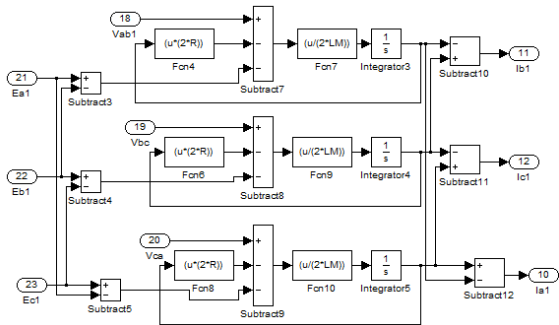 18
Vab1
(u*(2*R))
Fcn4
+
−
−
Subtract7
(u/(2*LM))
Fcn7
1
s
Integrator3
−
+
Subtract10
11
Ib1
21
Ea1
+
−
Subtract3
19
Vbc
(u*(2*R))
Fcn6
+
−
−
Subtract8
(u/(2*LM))
Fcn9
1
s
Integrator4
−
+
Subtract11
12
Ic1
22
Eb1
+
−
Subtract4
20
Vca
(u*(2*R))
Fcn8
+
−
−
Subtract9
(u/(2*LM))
Fcn10
1
s
Integrator5
+
−
Subtract12
10
Ia1
23
Ec1
+
−
Subtract5